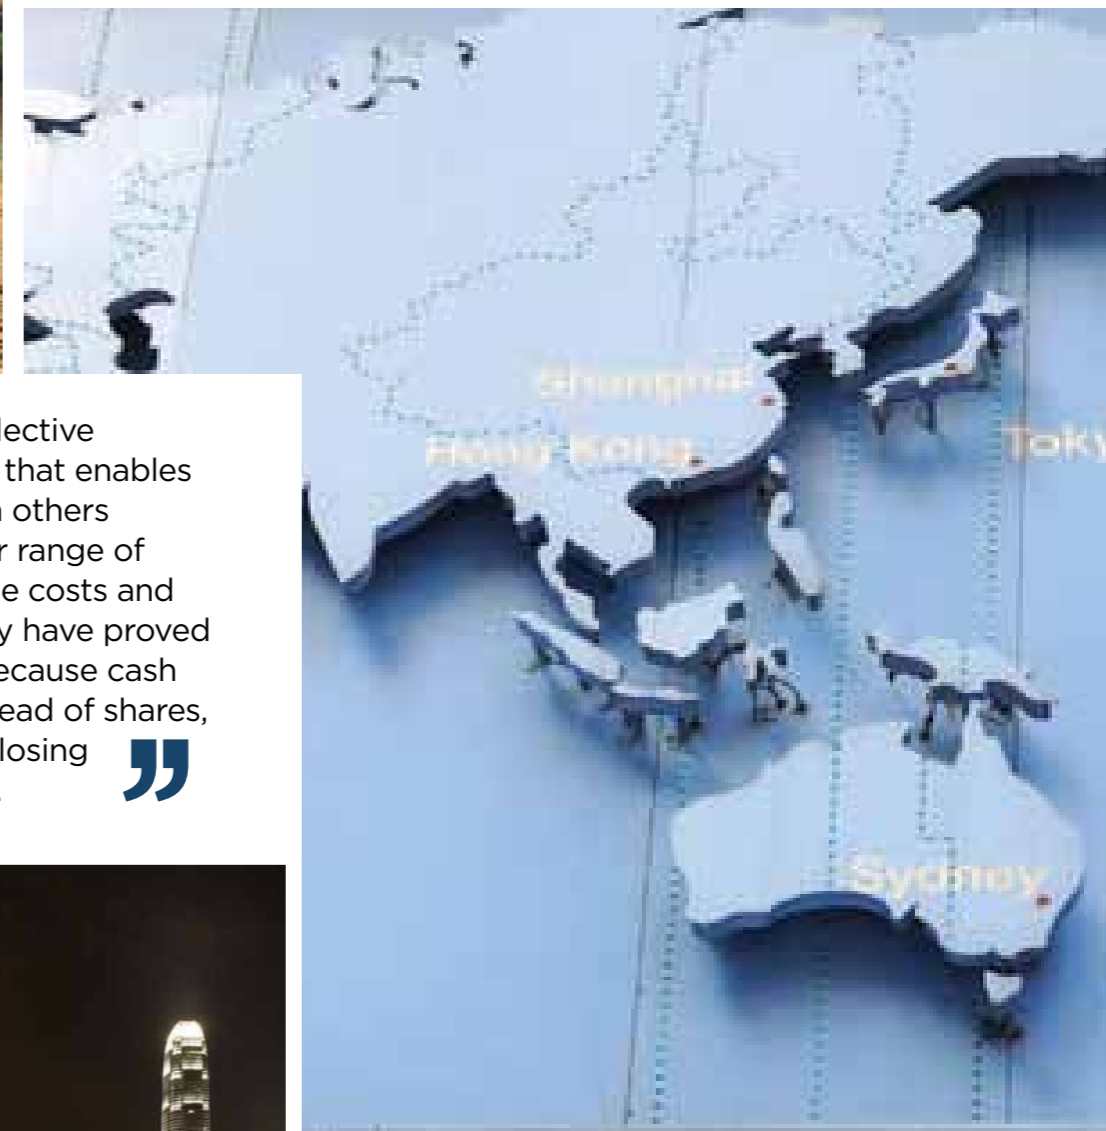 lective
that enables
others
r range of
e costs and
y have proved
ecause cash
ead of shares,
losing
”
Shanghai
Hong Kong
Toky
Sydney